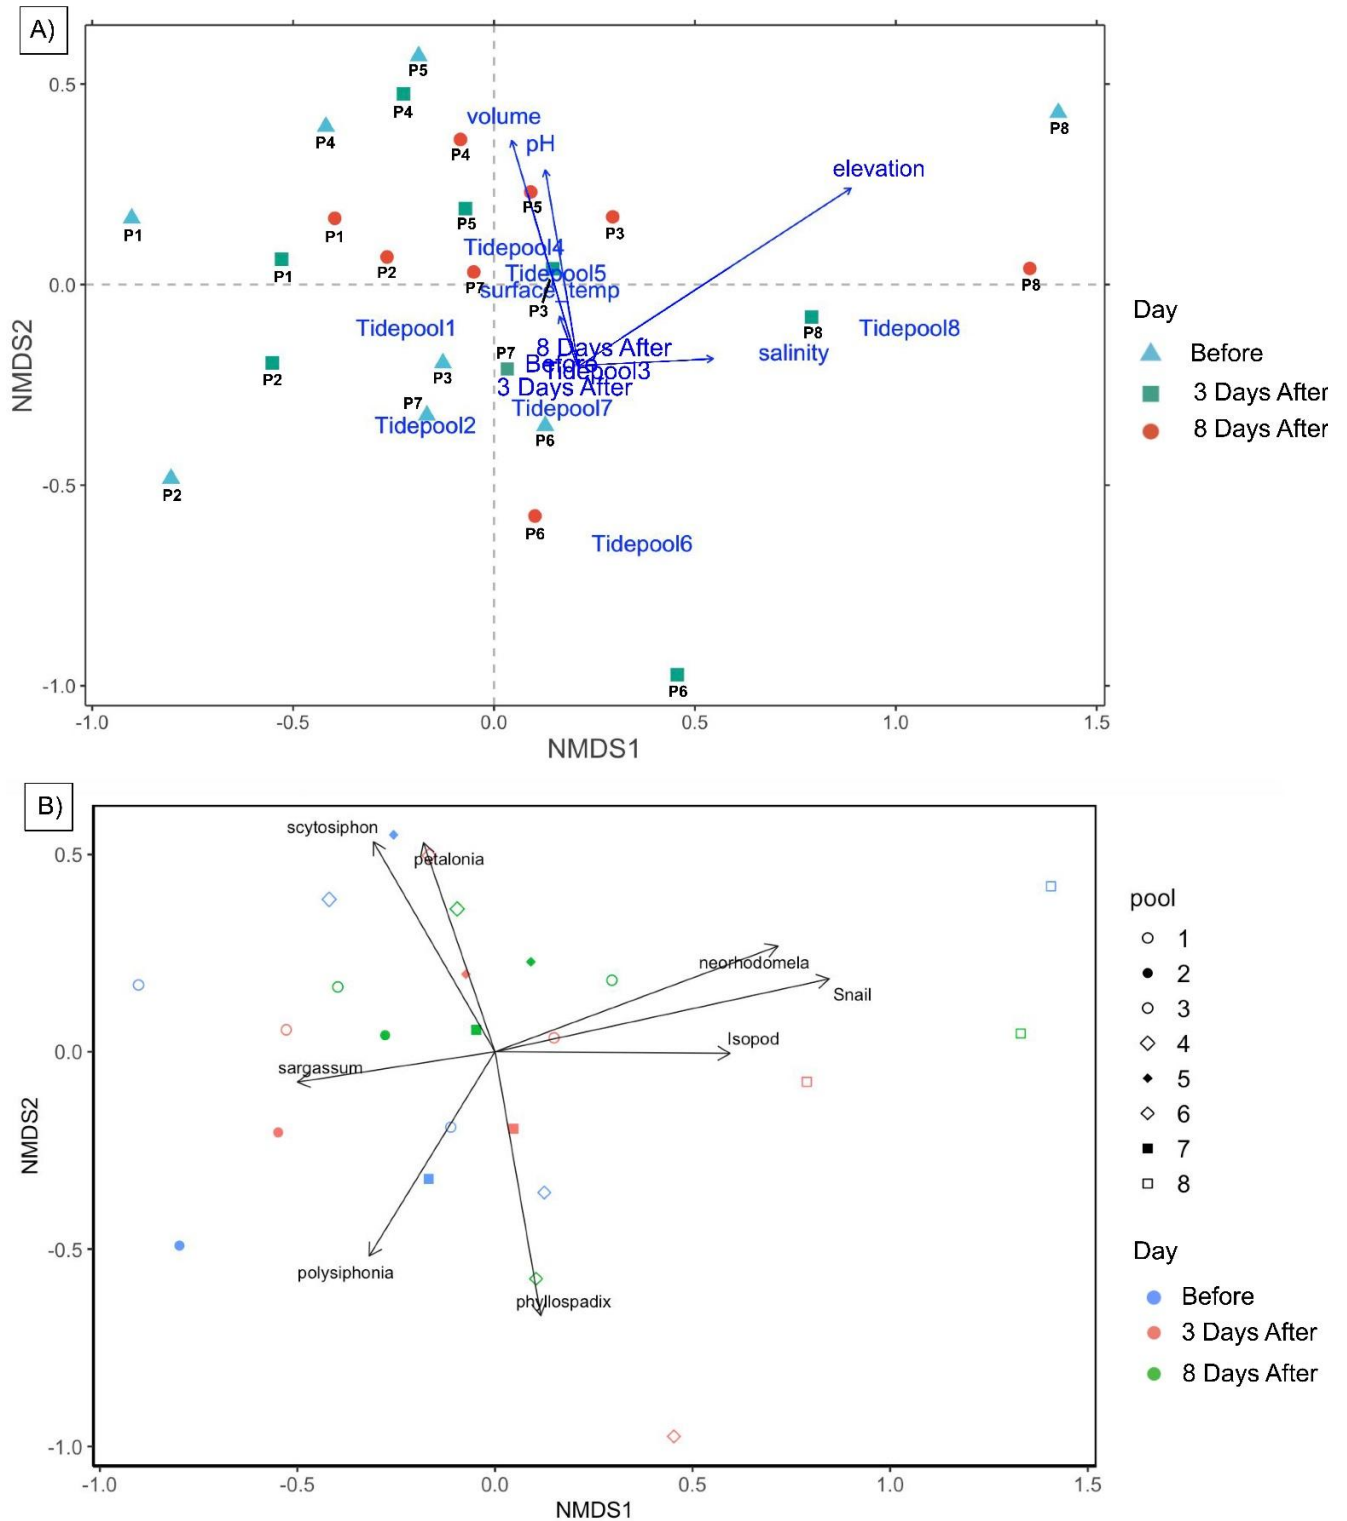 A)
0.5
0.0
-0.5
-1.0
NMDS2
P5
P4
P4
P4
P8
volume
pH
elevation
P1
P1
P5
P5
P3
P1
P2
P7
Tidepool4
Tidepool5
surface_temp
P3
P8
P8
Tidepool1
Tidepool8
salinity
P2
P3
P7
8 Days After
Before
Tidepool3
3 Days After
P7
Tidepool2
Tidepool7
P6
P2
P6
Tidepool6
P6
-1.0
-0.5
0.0
0.5
1.0
1.5
NMDS1
Day
Before
3 Days After
8 Days After
B)
0.5
0.0
-0.5
-1.0
NMDS2
scytosiphon
petalonia
neorhodomela
Snail
Isopod
sargassum
polysiphonia
phyllospadix
-1.0
-0.5
0.0
0.5
1.0
1.5
NMDS1
pool
1
2
3
4
5
6
7
8
Day
Before
3 Days After
8 Days After